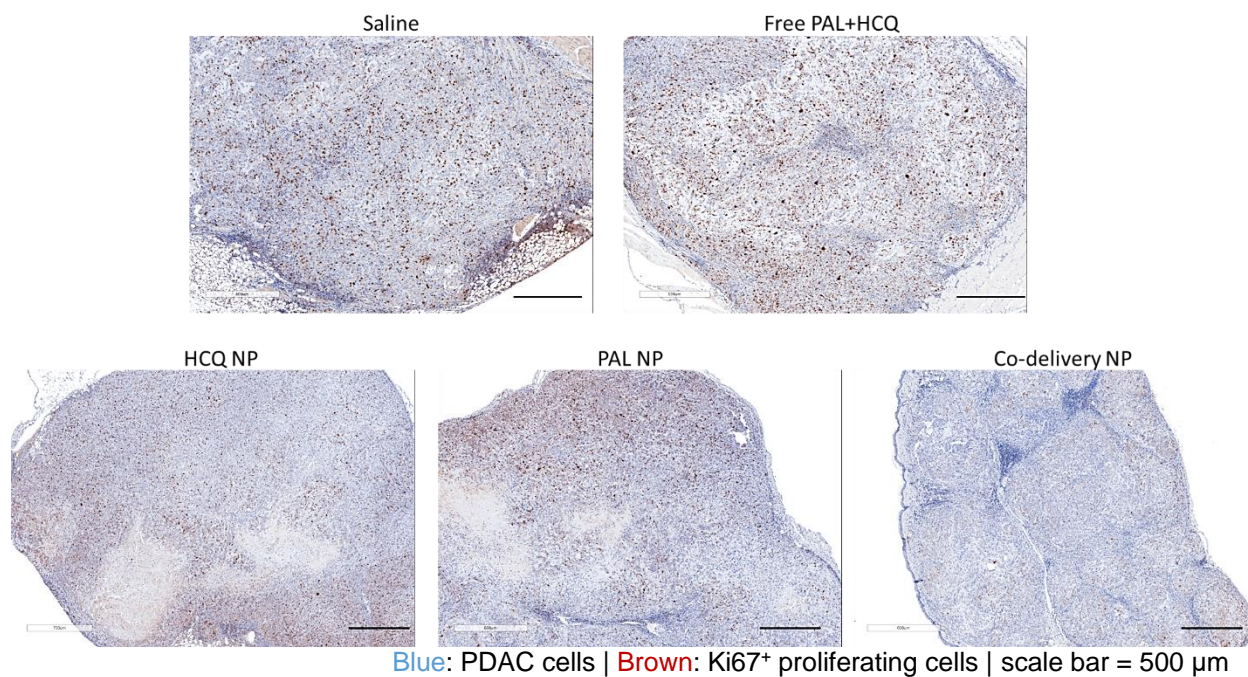 Saline
Free PAL+HCQ
HCQ NP
PAL NP
Co-delivery NP
700µm
Blue: PDAC cells | Brown: Ki67⁺ proliferating cells | scale bar = 500 µm